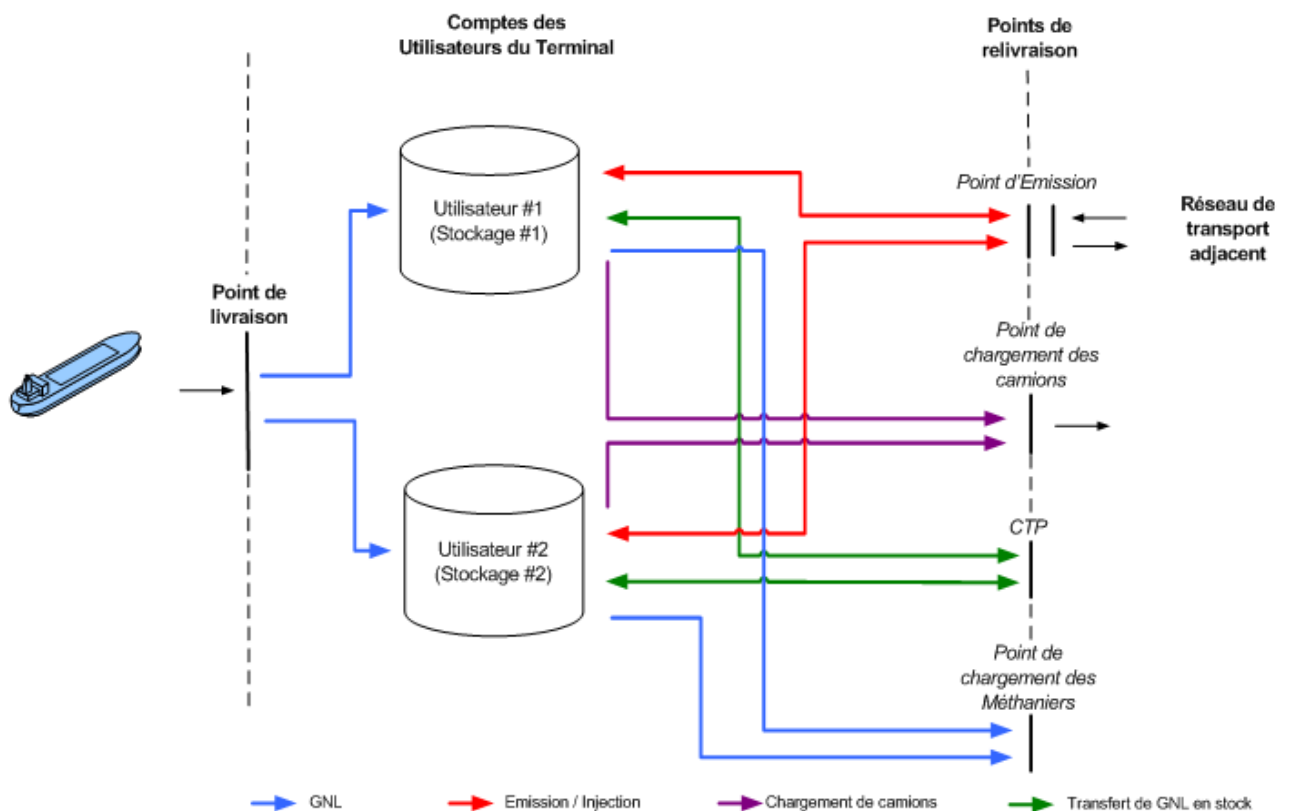 Comptes des
Utilisateurs du Terminal
Points de
relivraison
Point d'Emission
Utilisateur #1
(Stockage #1)
Réseau de
transport
adjacent
Point de
livraison
Point de
chargement des
camions
CTP
Utilisateur #2
(Stockage #2)
Point de
chargement des
Méthaniers
GNL
Emission / Injection
Chargement de camions
Transfert de GNL en stock